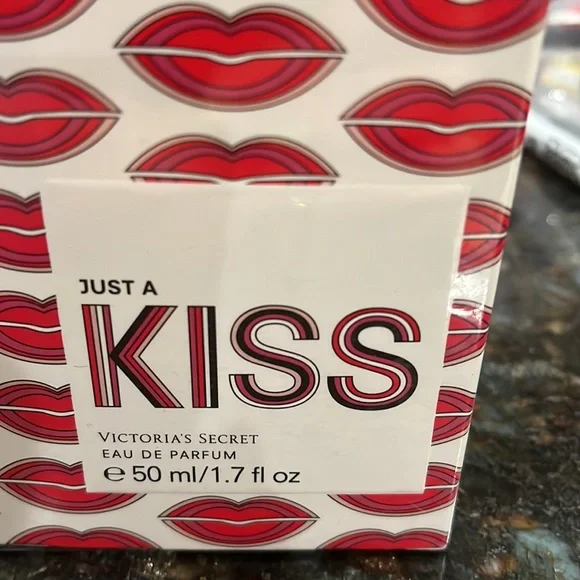 JUST A
KISS
VICTORIA'S SECRET
EAU DE PARFUM
℮ 50 ml/1.7 fl oz